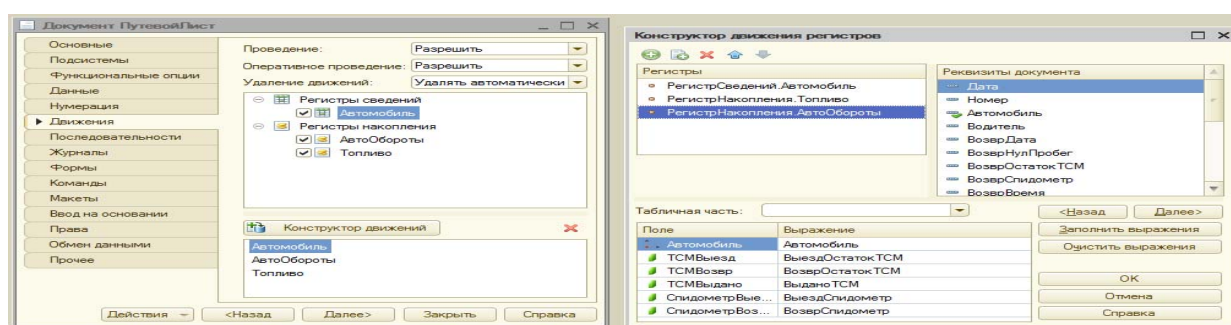 Документ ПутевойЛист
Основные
Подсистемы
Функциональные опции
Данные
Нумерация
Движения
Последовательности
Журналы
Формы
Команды
Макеты
Ввод на основании
Права
Обмен данными
Прочее
Проведение: Разрешить
Оперативное проведение: Разрешить
Удаление движений: Удалять автоматически
Регистры сведений
Автомобиль
Регистры накопления
АвтоОбороты
Топливо
Конструктор движений
Автомобиль
АвтоОбороты
Топливо
Действия <Назад Далее> Закрыть Справка
Конструктор движения регистров
Регистры
РегистрСведений.Автомобиль
РегистрНакопления.Топливо
РегистрНакопления.АвтоОбороты
Реквизиты документа
Дата
Номер
Автомобиль
Водитель
ВозврДата
ВозврНулПробег
ВозврОстатокТСМ
ВозврСпидометр
ВозврВремя
Табличная часть:
<Назад Далее>
Поле Выражение
Автомобиль Автомобиль
ТСМВыезд ВыездОстатокТСМ
ТСМВозвр ВозврОстатокТСМ
ТСМВыдано ВыданоТСМ
СпидометрВые... ВыездСпидометр
СпидометрВоз... ВозврСпидометр
Заполнить выражения
Очистить выражения
ОК
Отмена
Справка